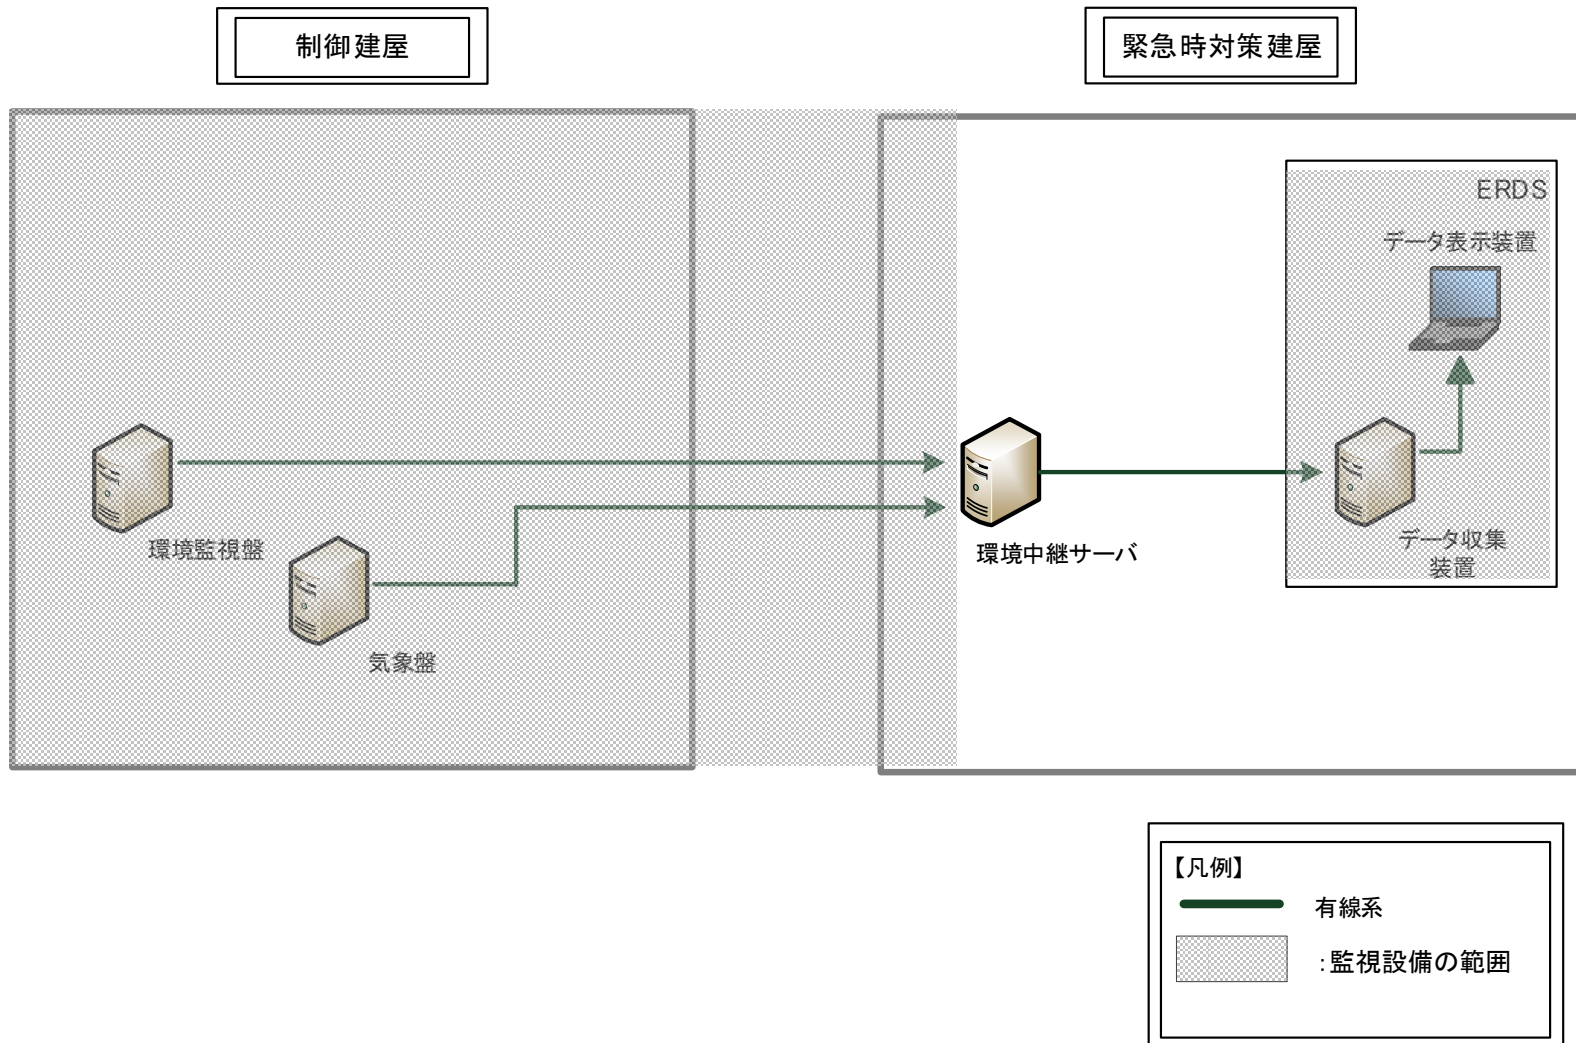 制御建屋
緊急時対策建屋
ERDS
データ表示装置
環境監視盤
気象盤
環境中継サーバ
データ収集
装置
【凡例】
有線系
:監視設備の範囲